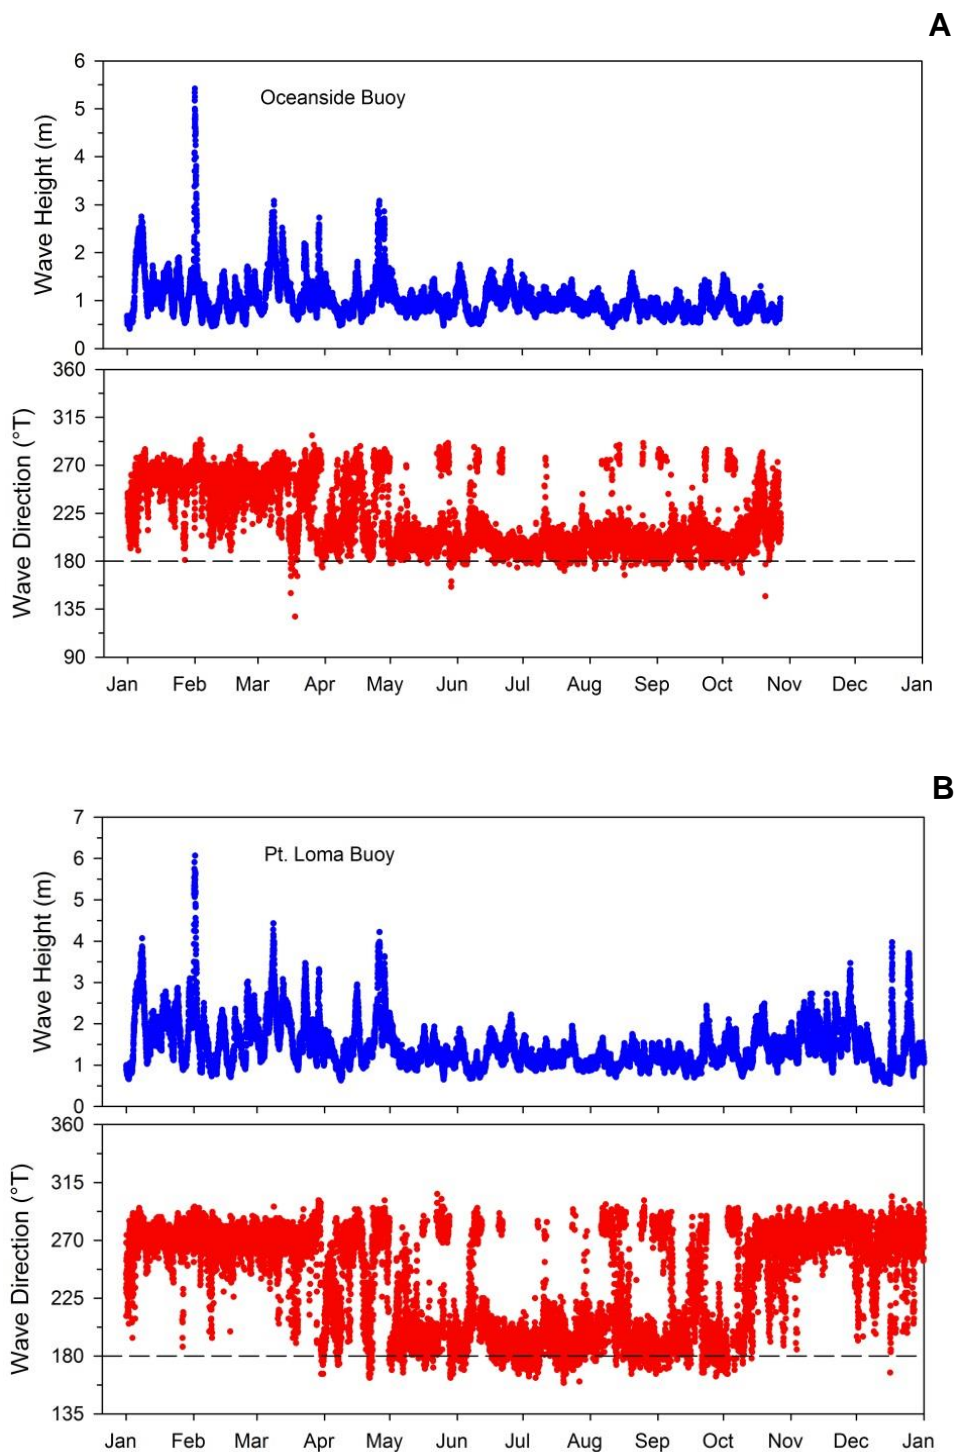 A
6
Oceanside Buoy
5
4
3
2
1
0
Wave Height (m)
360
315
270
225
180
135
90
Wave Direction (°T)
Jan Feb Mar Apr May Jun Jul Aug Sep Oct Nov Dec Jan
B
7
Pt. Loma Buoy
6
5
4
3
2
1
0
Wave Height (m)
360
315
270
225
180
135
Wave Direction (°T)
Jan Feb Mar Apr May Jun Jul Aug Sep Oct Nov Dec Jan